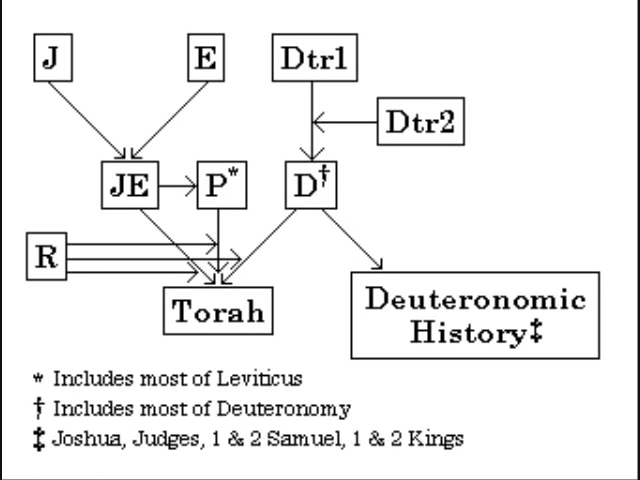 J
E
Dtr1
Dtr2
JE
P*
D†
R
Torah
Deuteronomic
History‡
* Includes most of Leviticus
† Includes most of Deuteronomy
‡ Joshua, Judges, 1 & 2 Samuel, 1 & 2 Kings